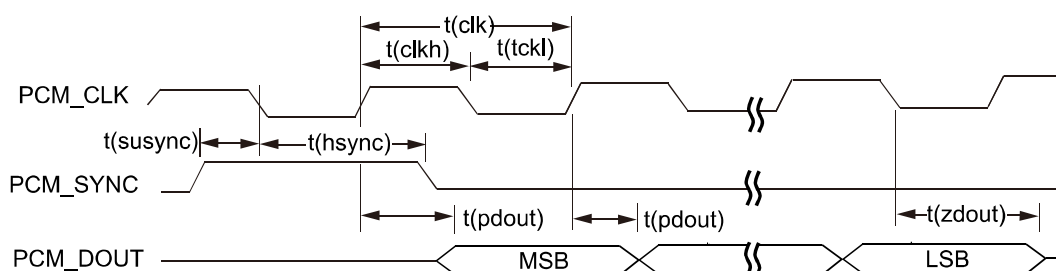 t(clk)
t(clkh) t(tckl)
PCM_CLK
t(susync) t(hsync)
PCM_SYNC
t(pdout) t(pdout) t(zdout)
PCM_DOUT MSB LSB